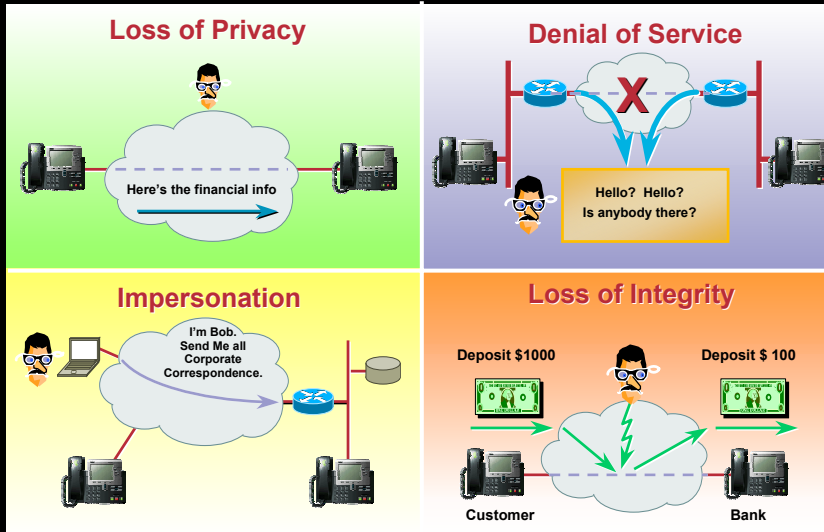 Loss of Privacy
Here's the financial info
Denial of Service
X
Hello? Hello?
Is anybody there?
Impersonation
I'm Bob.
Send Me all
Corporate
Correspondence.
Loss of Integrity
Deposit $1000
Deposit $ 100
Customer
Bank